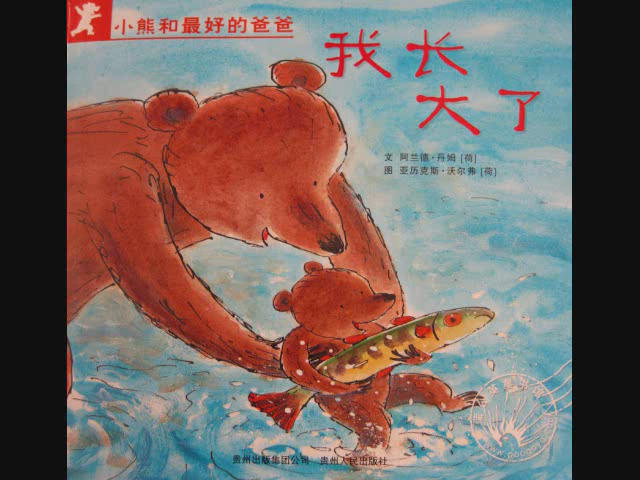 小熊和最好的爸爸
我长
大了
文 阿兰德·丹姆[荷]
图 亚历克斯·沃尔弗[荷]
贵州出版集团公司 贵州人民出版社